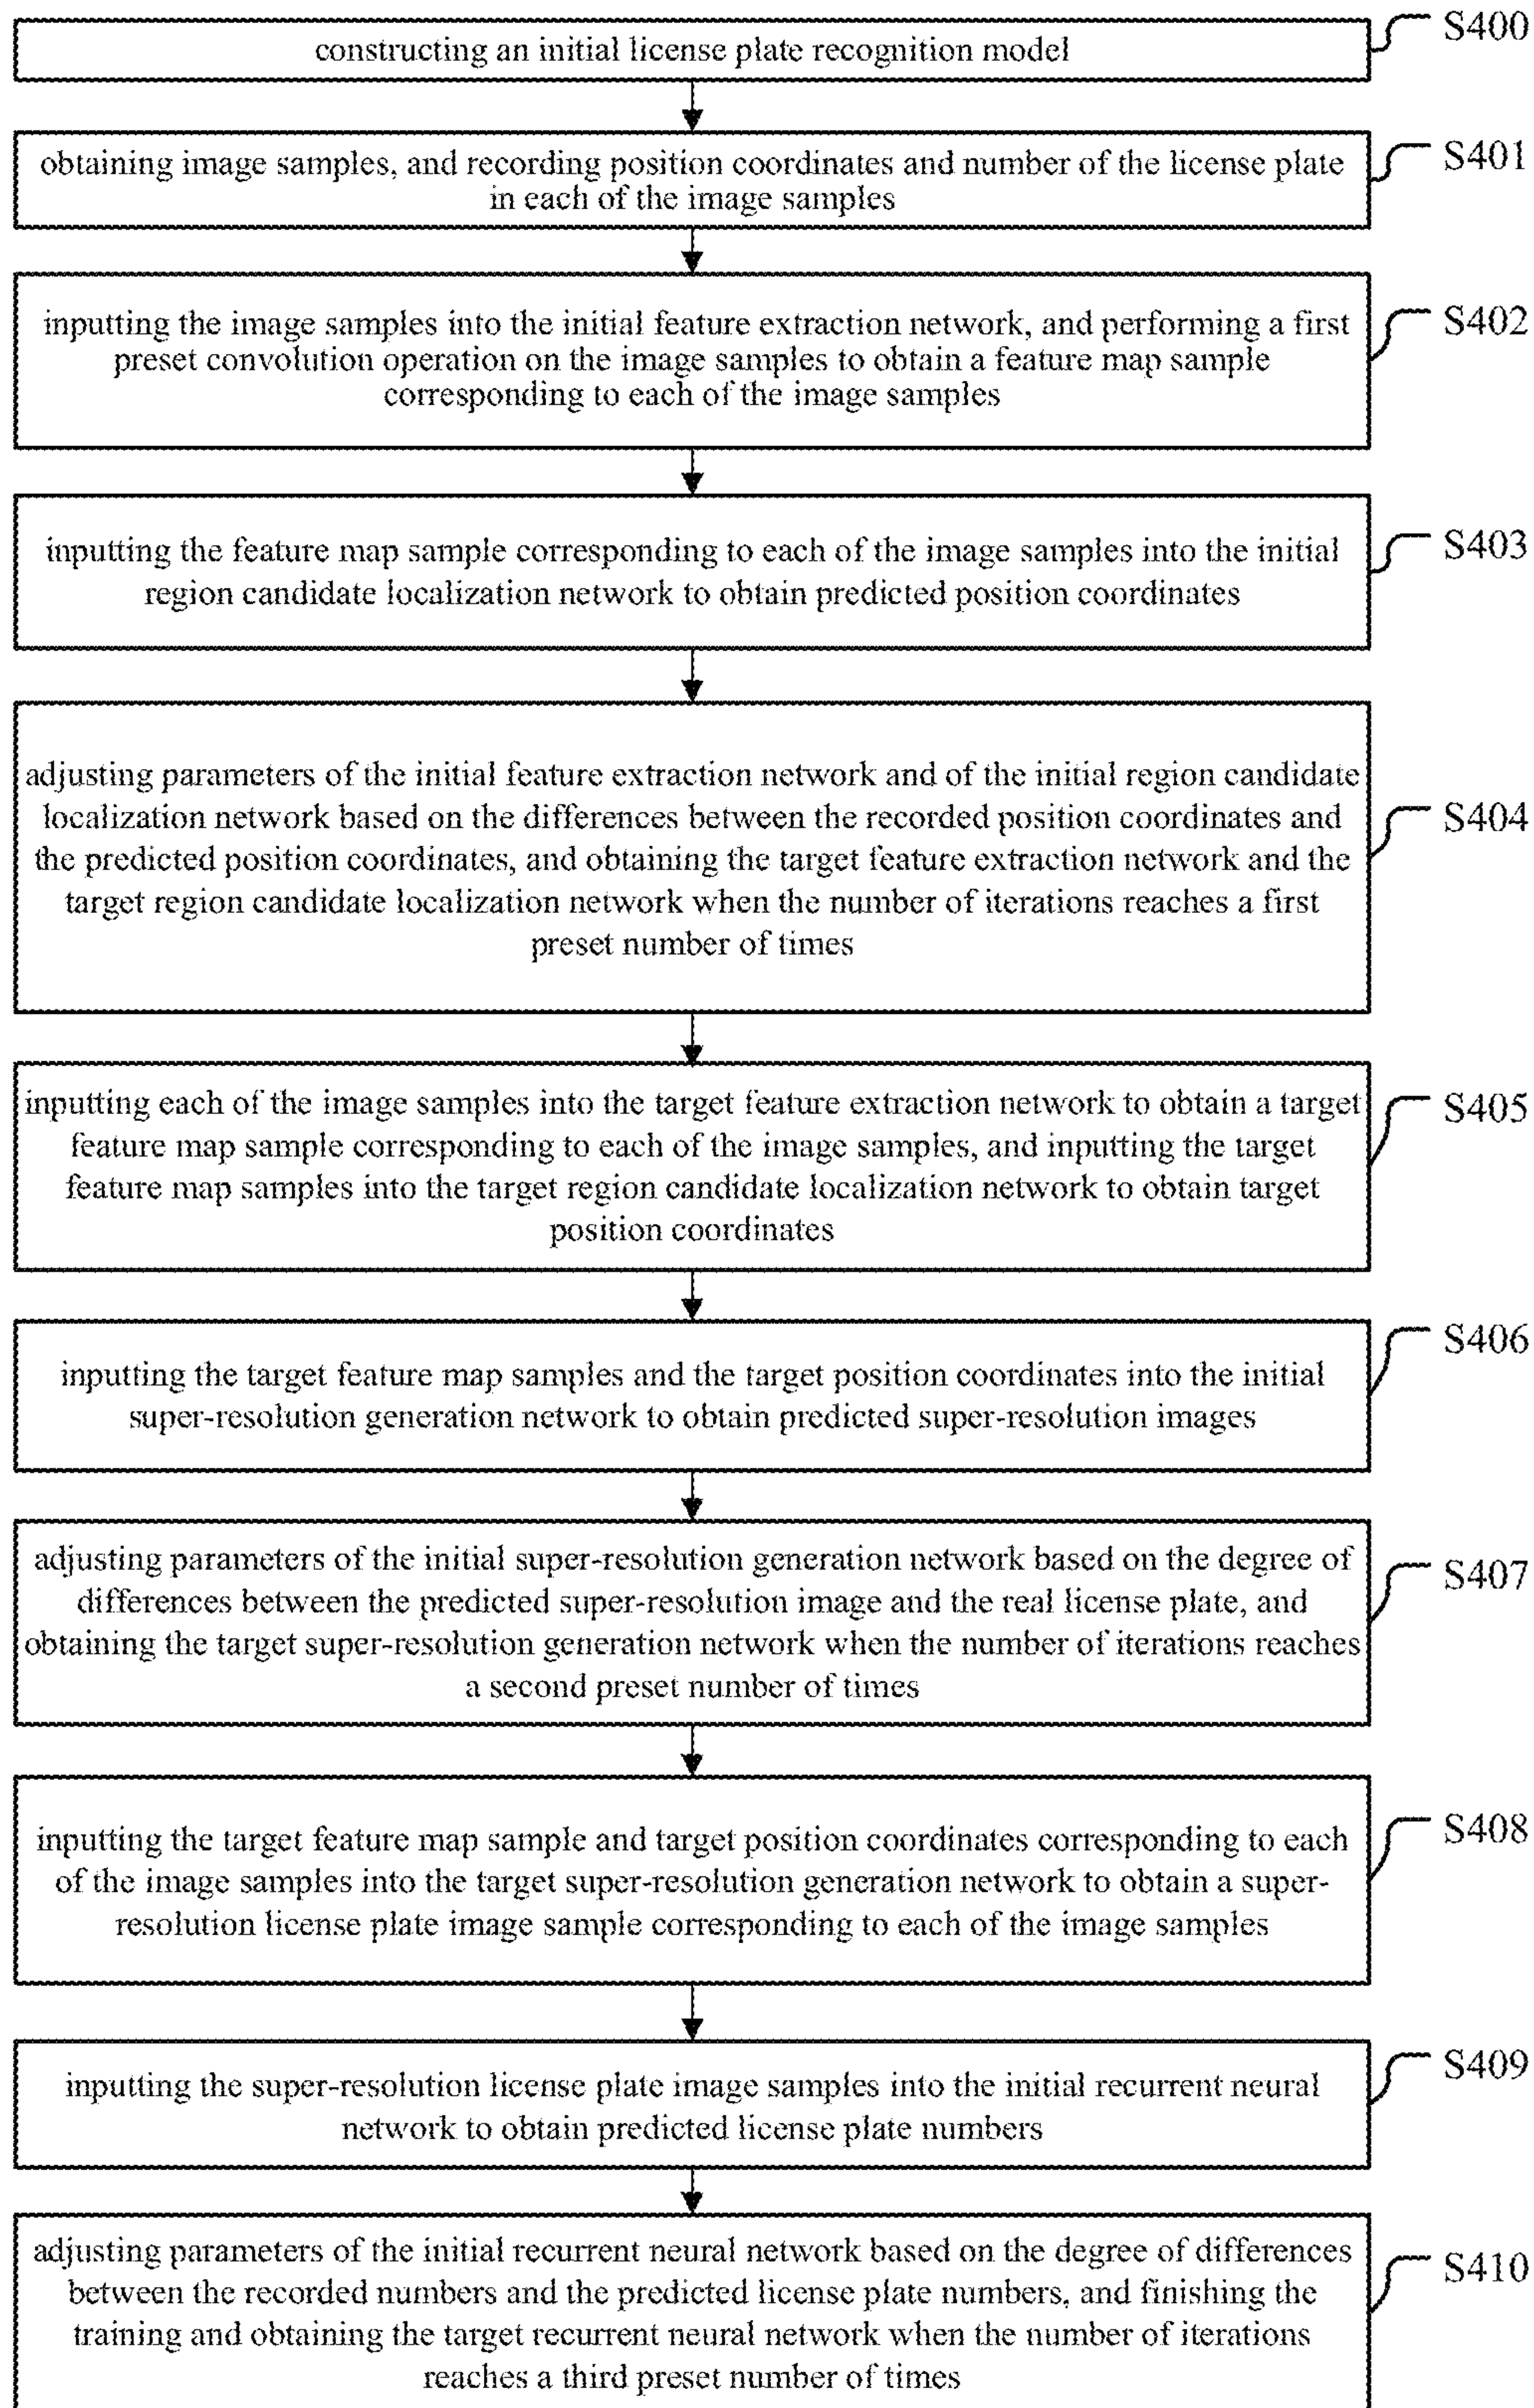 constructing an initial license plate recognition model
S400
obtaining image samples, and recording position coordinates and number of the license plate
in each of the image samples
S401
inputting the image samples into the initial feature extraction network, and performing a first
preset convolution operation on the image samples to obtain a feature map sample
corresponding to each of the image samples
S402
inputting the feature map sample corresponding to each of the image samples into the initial
region candidate localization network to obtain predicted position coordinates
S403
adjusting parameters of the initial feature extraction network and of the initial region candidate
localization network based on the differences between the recorded position coordinates and
the predicted position coordinates, and obtaining the target feature extraction network and the
target region candidate localization network when the number of iterations reaches a first
preset number of times
S404
inputting each of the image samples into the target feature extraction network to obtain a target
feature map sample corresponding to each of the image samples, and inputting the target
feature map samples into the target region candidate localization network to obtain target
position coordinates
S405
inputting the target feature map samples and the target position coordinates into the initial
super-resolution generation network to obtain predicted super-resolution images
S406
adjusting parameters of the initial super-resolution generation network based on the degree of
differences between the predicted super-resolution image and the real license plate, and
obtaining the target super-resolution generation network when the number of iterations reaches
a second preset number of times
S407
inputting the target feature map sample and target position coordinates corresponding to each
of the image samples into the target super-resolution generation network to obtain a super-
resolution license plate image sample corresponding to each of the image samples
S408
inputting the super-resolution license plate image samples into the initial recurrent neural
network to obtain predicted license plate numbers
S409
adjusting parameters of the initial recurrent neural network based on the degree of differences
between the recorded numbers and the predicted license plate numbers, and finishing the
training and obtaining the target recurrent neural network when the number of iterations
reaches a third preset number of times
S410